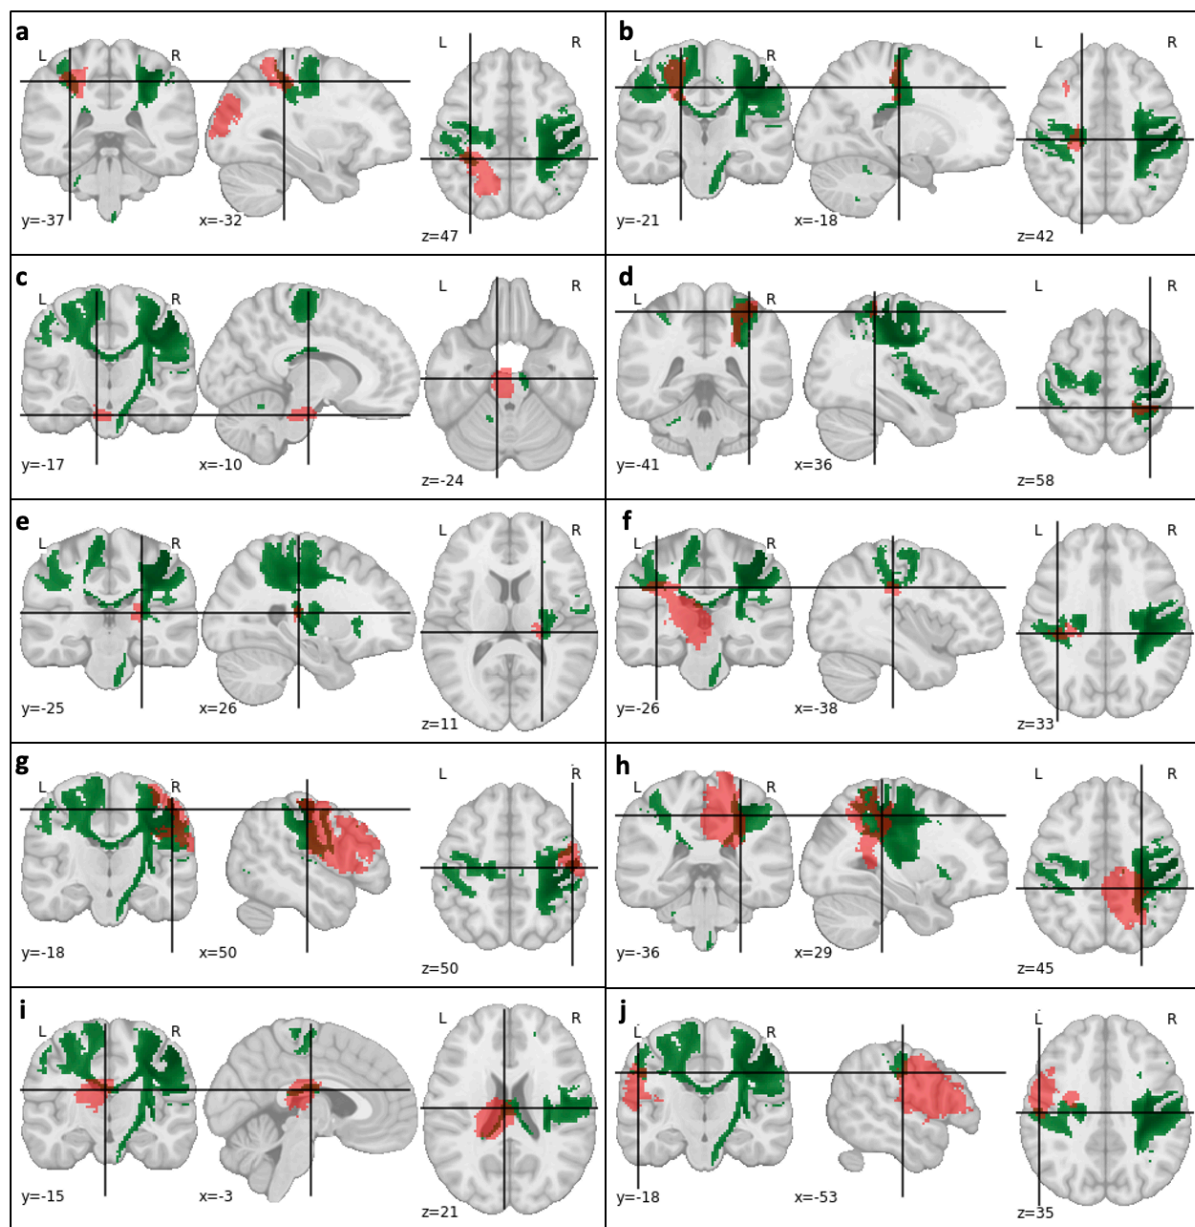 a
L R L R
y=-37 x=-32 z=47
b
L R L R
y=-21 x=-18 z=42
c
L R L R
y=-17 x=-10 z=-24
d
L R L R
y=-41 x=36 z=58
e
L R L R
y=-25 x=26 z=11
f
L R L R
y=-26 x=-38 z=33
g
L R L R
y=-18 x=50 z=50
h
L R L R
y=-36 x=29 z=45
i
L R L R
y=-15 x=-3 z=21
j
L R L R
y=-18 x=-53 z=35